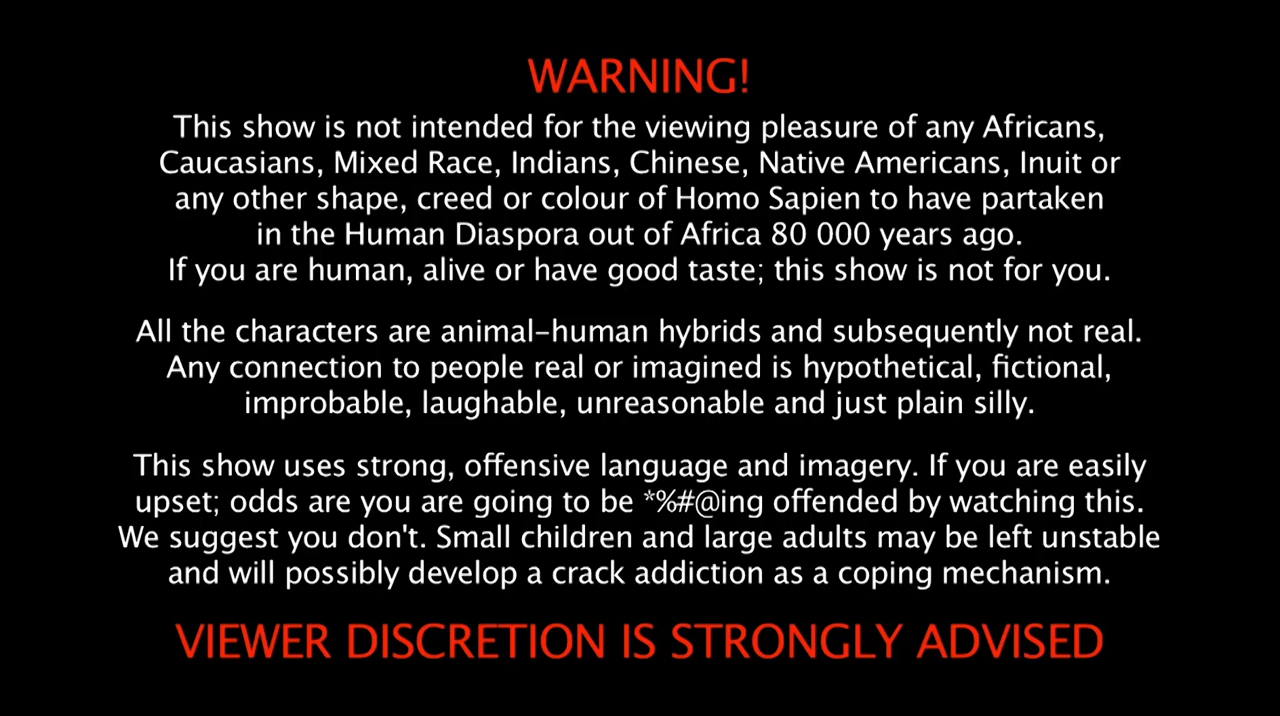 WARNING!
This show is not intended for the viewing pleasure of any Africans,
Caucasians, Mixed Race, Indians, Chinese, Native Americans, Inuit or
any other shape, creed or colour of Homo Sapien to have partaken
in the Human Diaspora out of Africa 80 000 years ago.
If you are human, alive or have good taste; this show is not for you.
All the characters are animal-human hybrids and subsequently not real.
Any connection to people real or imagined is hypothetical, fictional,
improbable, laughable, unreasonable and just plain silly.
This show uses strong, offensive language and imagery. If you are easily
upset; odds are you are going to be *%#@ing offended by watching this.
We suggest you don't. Small children and large adults may be left unstable
and will possibly develop a crack addiction as a coping mechanism.
VIEWER DISCRETION IS STRONGLY ADVISED